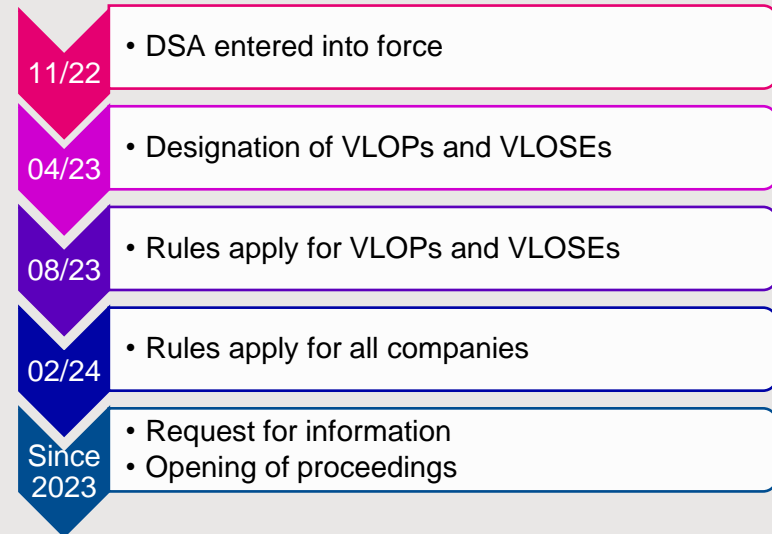 11/22
• DSA entered into force
04/23
• Designation of VLOPs and VLOSEs
08/23
• Rules apply for VLOPs and VLOSEs
02/24
• Rules apply for all companies
Since
2023
• Request for information
• Opening of proceedings